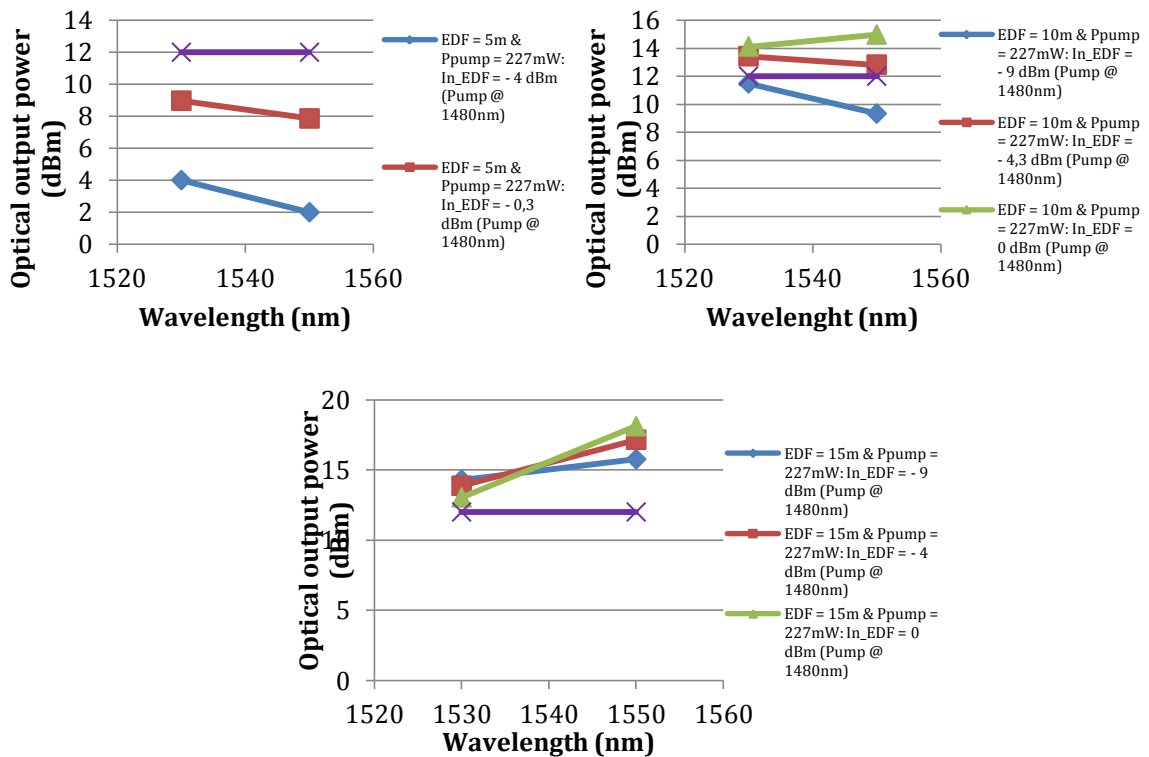 Optical output power
(dBm)
14
12
10
8
6
4
2
0
1520
1540
1560
Wavelength (nm)
EDF = 5m &
Ppump = 227mW:
In_EDF = - 4 dBm
(Pump @
1480nm)
EDF = 5m &
Ppump = 227mW:
In_EDF = - 0,3
dBm (Pump @
1480nm)
Optical output power
(dBm)
16
14
12
10
8
6
4
2
0
1520
1540
1560
Wavelenght (nm)
EDF = 10m & Ppump
= 227mW: In_EDF =
- 9 dBm (Pump @
1480nm)
EDF = 10m & Ppump
= 227mW: In_EDF =
- 4,3 dBm (Pump @
1480nm)
EDF = 10m & Ppump
= 227mW: In_EDF =
0 dBm (Pump @
1480nm)
Optical output power
(dBm)
20
15
10
5
0
1520
1530
1540
1550
1560
Wavelength (nm)
EDF = 15m & Ppump =
227mW: In_EDF = - 9
dBm (Pump @
1480nm)
EDF = 15m & Ppump =
227mW: In_EDF = - 4
dBm (Pump @
1480nm)
EDF = 15m & Ppump =
227mW: In_EDF = 0
dBm (Pump @
1480nm)